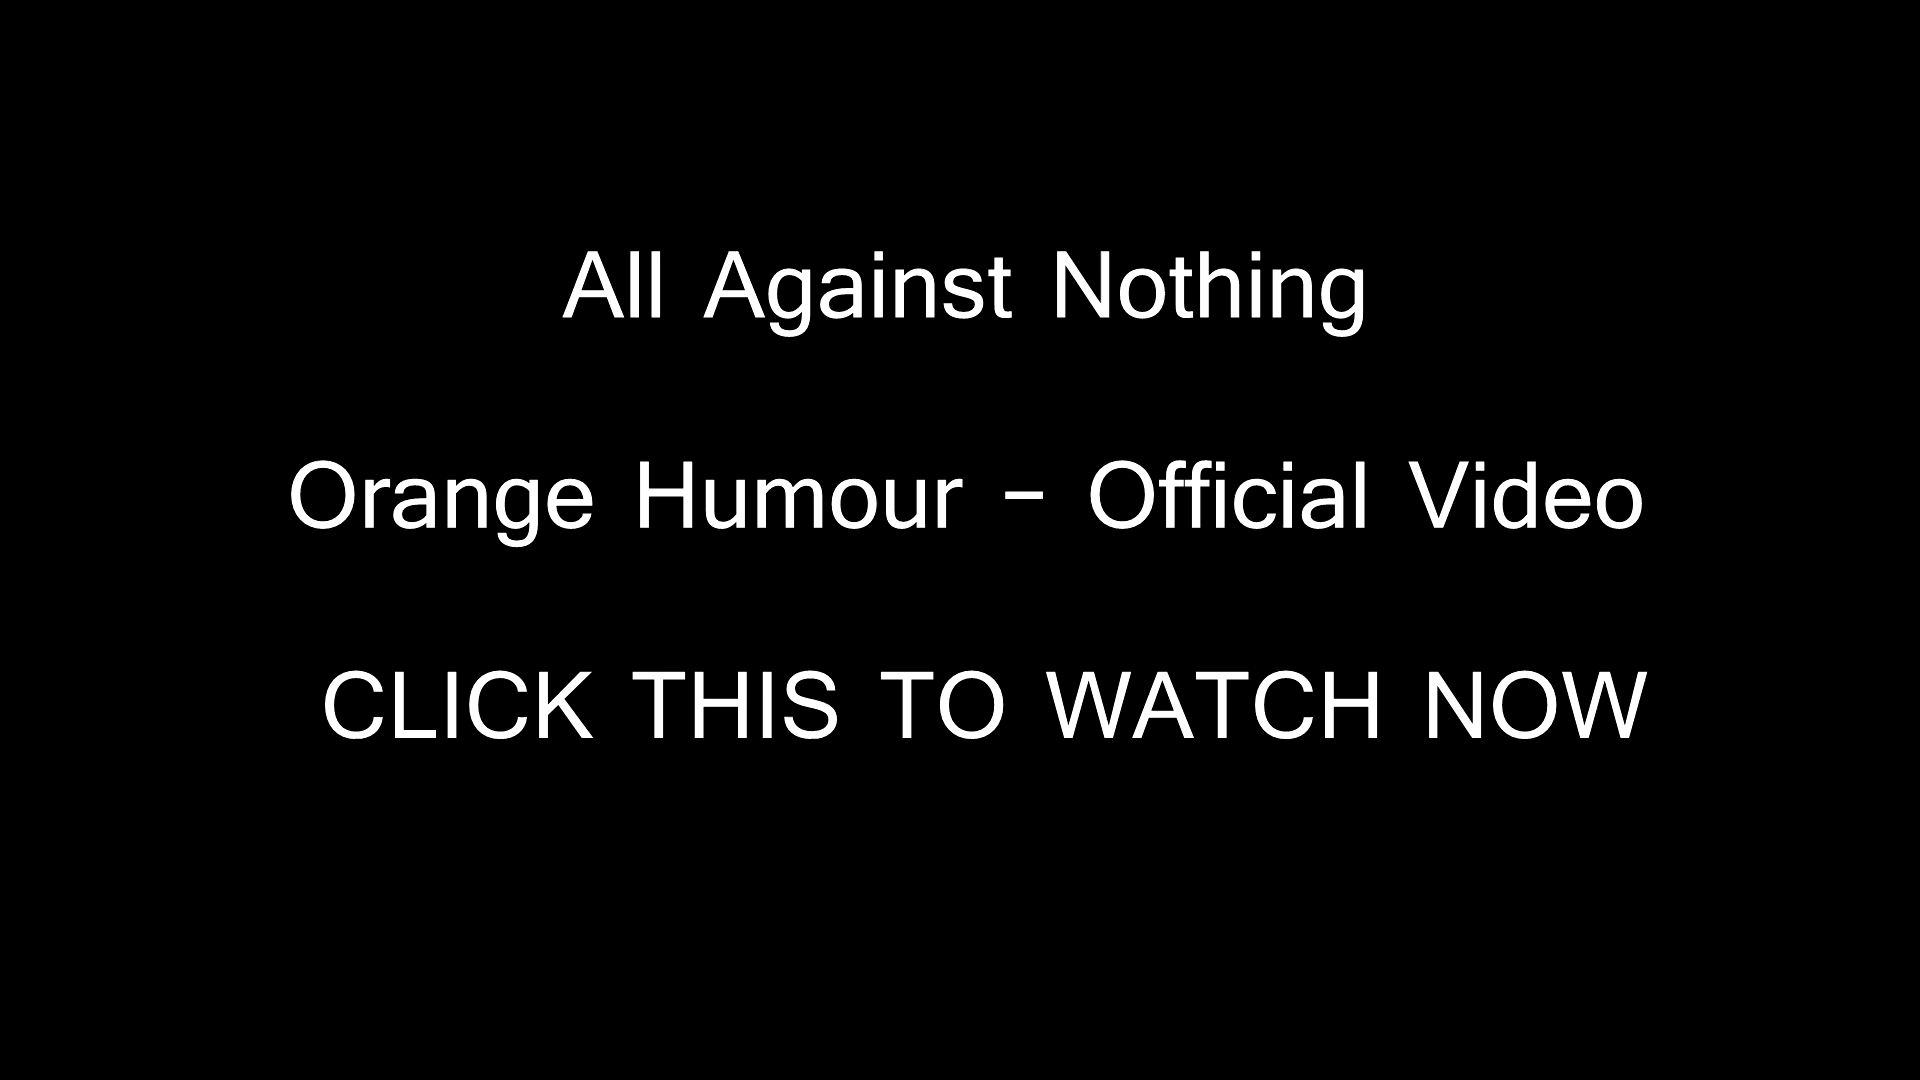 All Against Nothing
Orange Humour - Official Video
CLICK THIS TO WATCH NOW